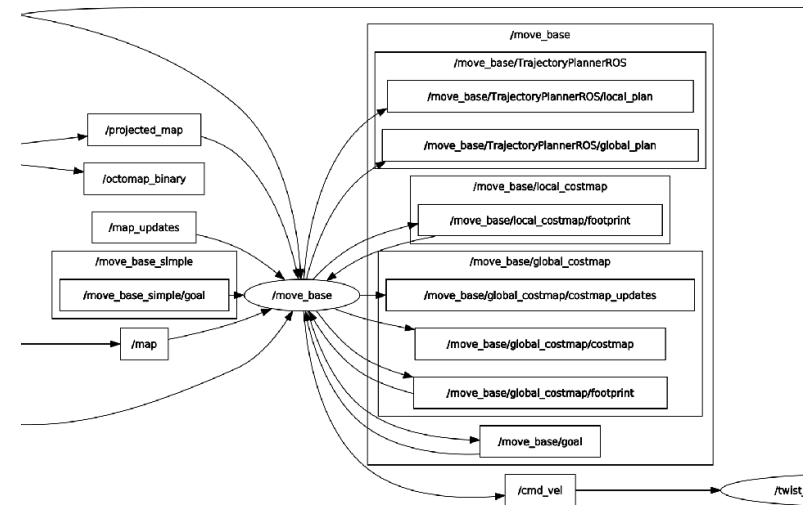 /move_base
/move_base/TrajectoryPlannerROS
/move_base/TrajectoryPlannerROS/local_plan
/projected_map
/move_base/TrajectoryPlannerROS/global_plan
/octomap_binary
/move_base/local_costmap
/map_updates
/move_base/local_costmap/footprint
/move_base_simple
/move_base/global_costmap
/move_base_simple/goal
/move_base
/move_base/global_costmap/costmap_updates
/map
/move_base/global_costmap/costmap
/move_base/global_costmap/footprint
/move_base/goal
/cmd_vel
/twist_